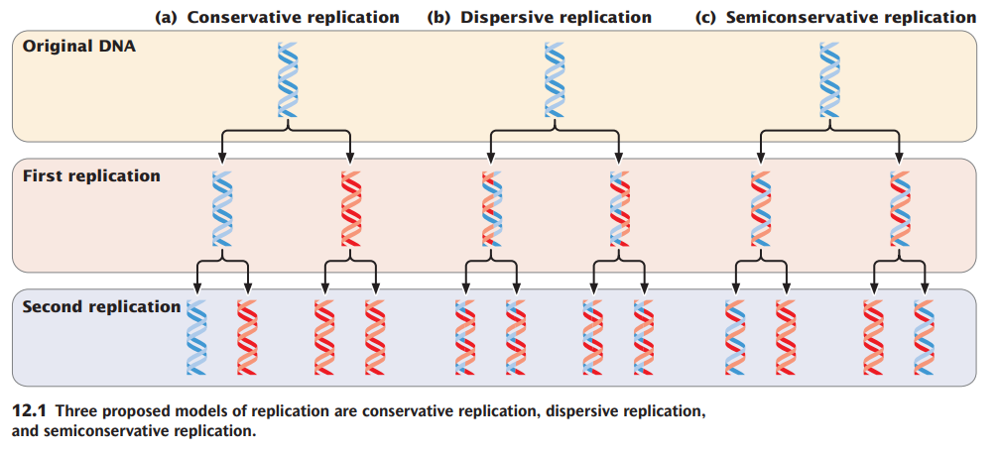 (a) Conservative replication (b) Dispersive replication (c) Semiconservative replication
Original DNA
First replication
Second replication
12.1 Three proposed models of replication are conservative replication, dispersive replication,
and semiconservative replication.